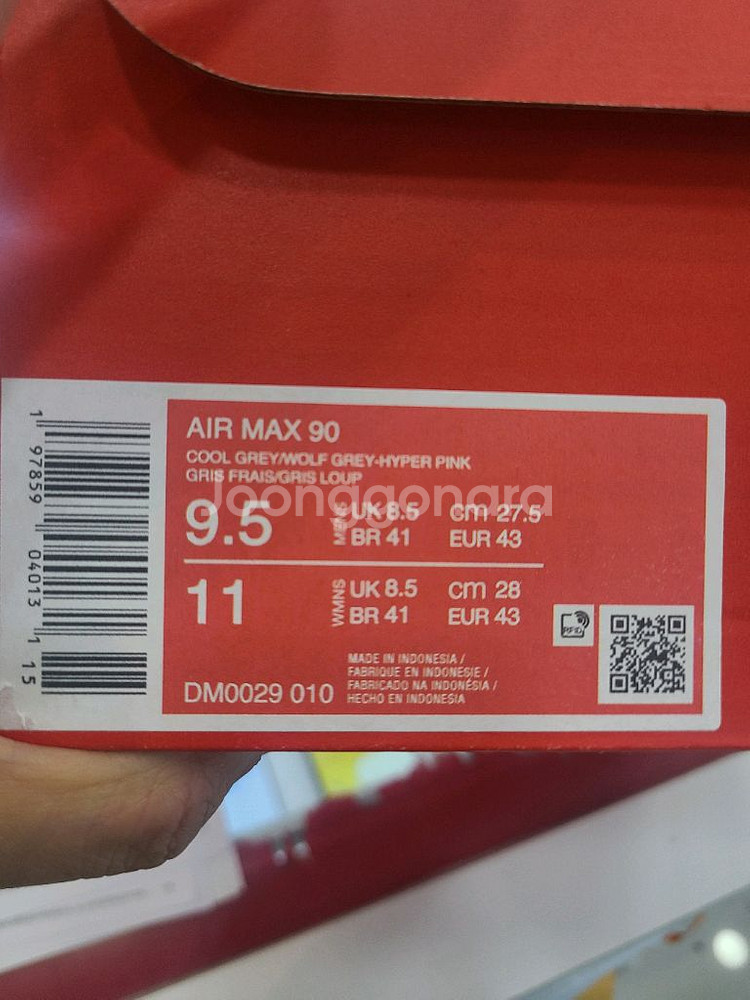 AIR MAX 90
COOL GREY/WOLF GREY-HYPER PINK
GRIS FRAIS/GRIS LOUP
Joonggonara
9.5 MENS UK 8.5 cm 27.5
BR 41 EUR 43
11 WMNS UK 8.5 cm 28
BR 41 EUR 43
RFID
MADE IN INDONESIA /
FABRIQUE EN INDONESIE /
FABRICADO NA INDONÉSIA /
HECHO EN INDONESIA
DM0029 010
1 97859 04013 1 15